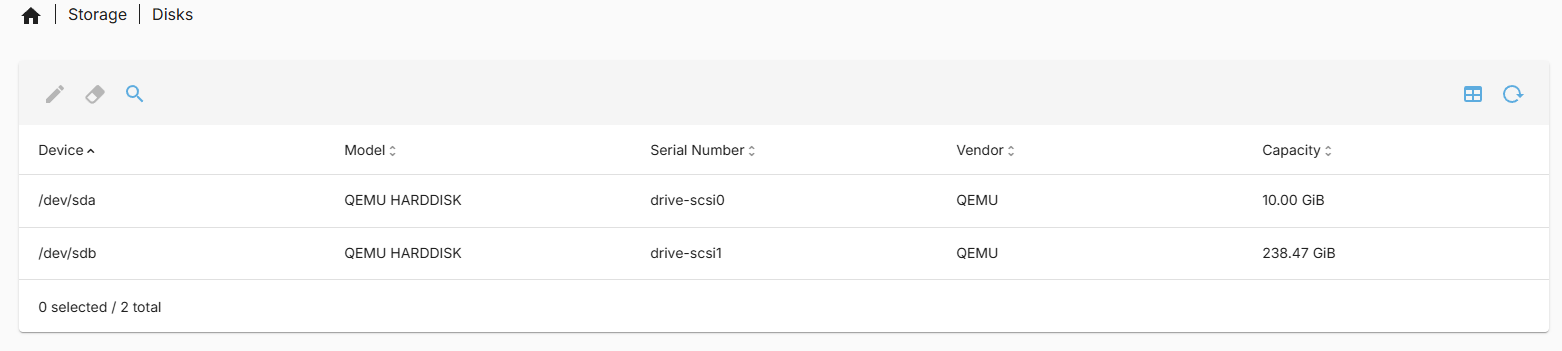 Storage | Disks
Device Model Serial Number Vendor Capacity
/dev/sda QEMU HARDDISK drive-scsi0 QEMU 10.00 GiB
/dev/sdb QEMU HARDDISK drive-scsi1 QEMU 238.47 GiB
0 selected / 2 total